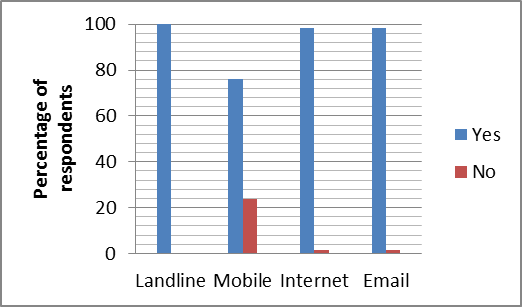 100
80
60
40
20
0
Percentage of
respondents
Landline Mobile Internet Email
Yes
No